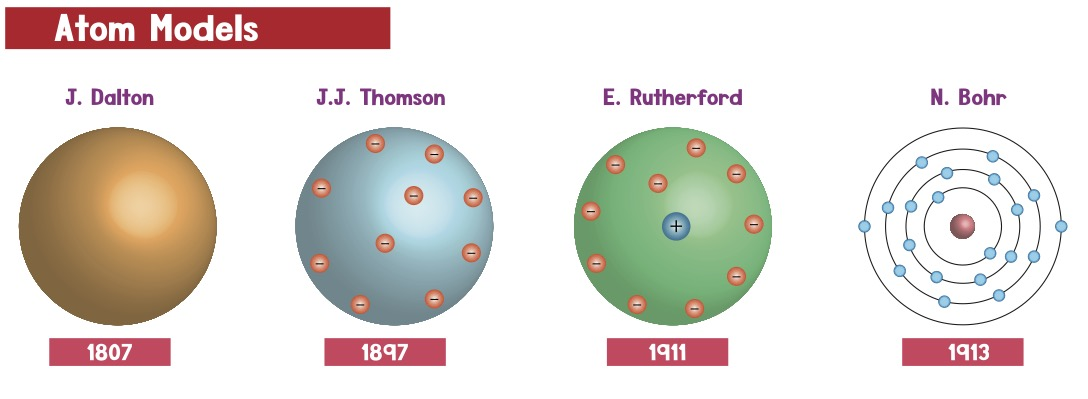 Atom Models
J. Dalton
J.J. Thomson
E. Rutherford
N. Bohr
− − − − − − − − − − −
− − − − − − − − − − +
1807
1897
1911
1913